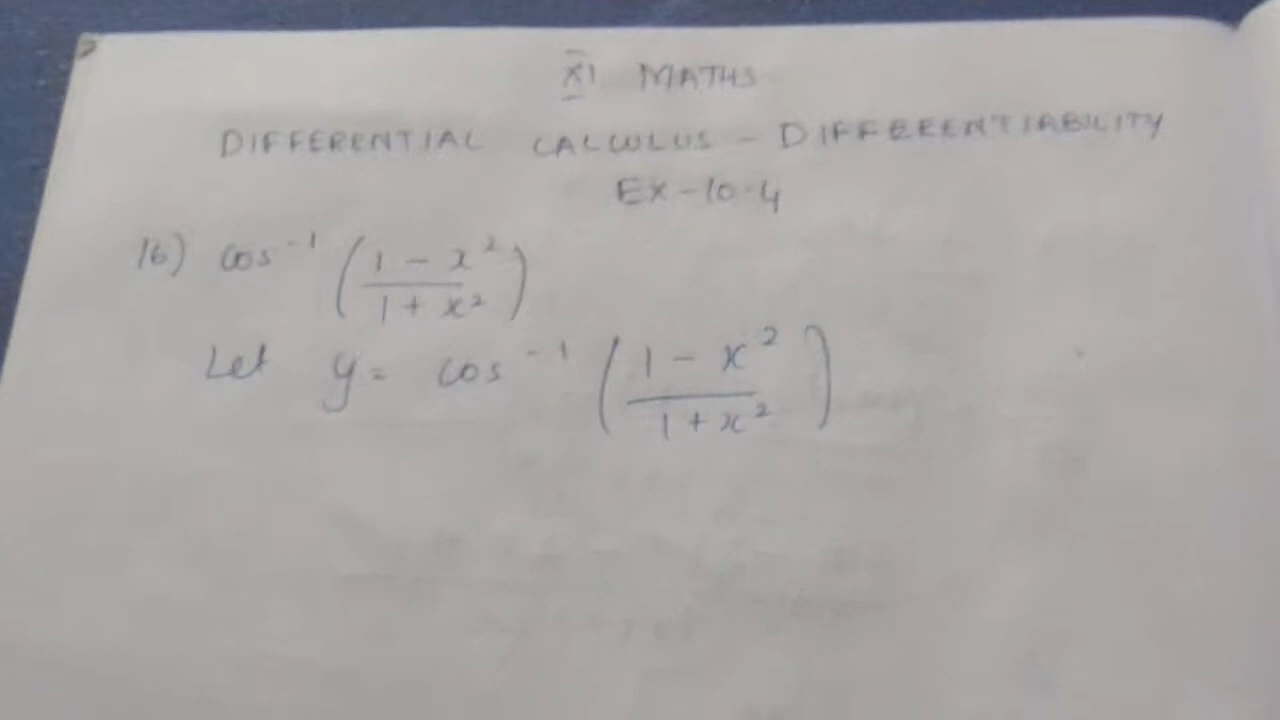 XI MATHS
DIFFERENTIAL CALCULUS - DIFFERENTIABILITY
Ex-10.4
16) cos⁻¹ ((1 - x²)/(1 + x²))
Let y = cos⁻¹ ((1 - x²)/(1 + x²))